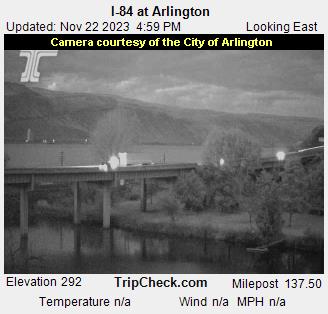 I-84 at Arlington
Updated: Nov 22 2023 4:59 PM Looking East
Camera courtesy of the City of Arlington
Elevation 292 TripCheck.com Milepost 137.50
Temperature n/a Wind n/a MPH n/a